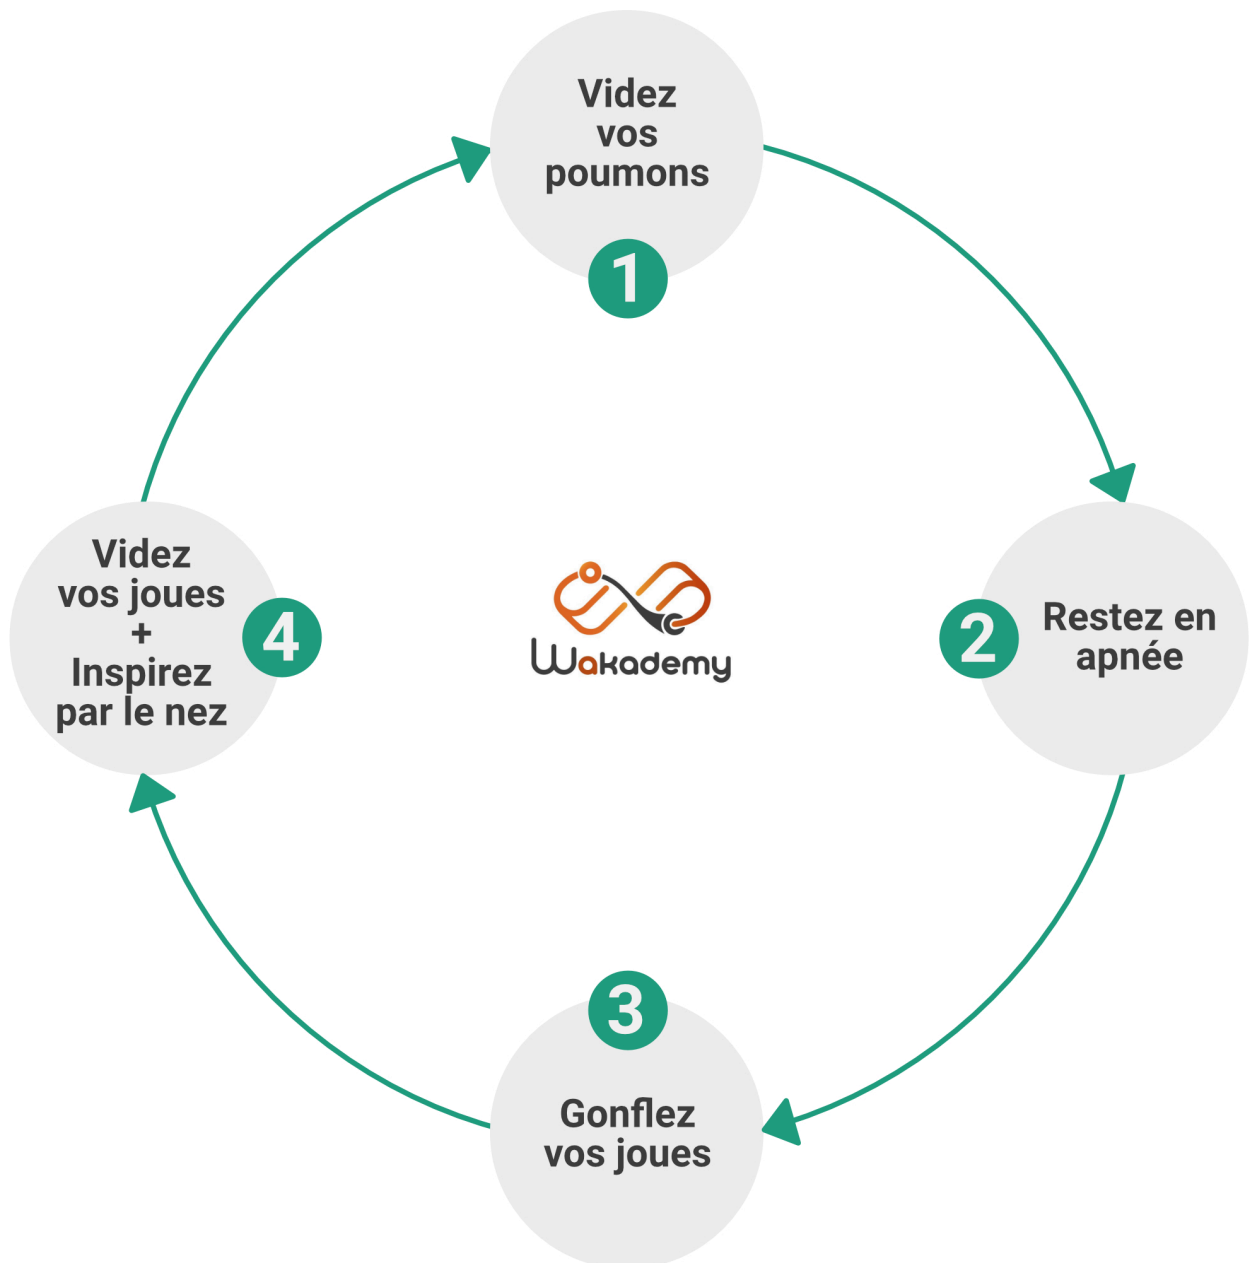 Videz
vos
poumons
1
Restez en
apnée
2
3
Gonflez
vos joues
Videz
vos joues
+
Inspirez
par le nez
4
Wakademy